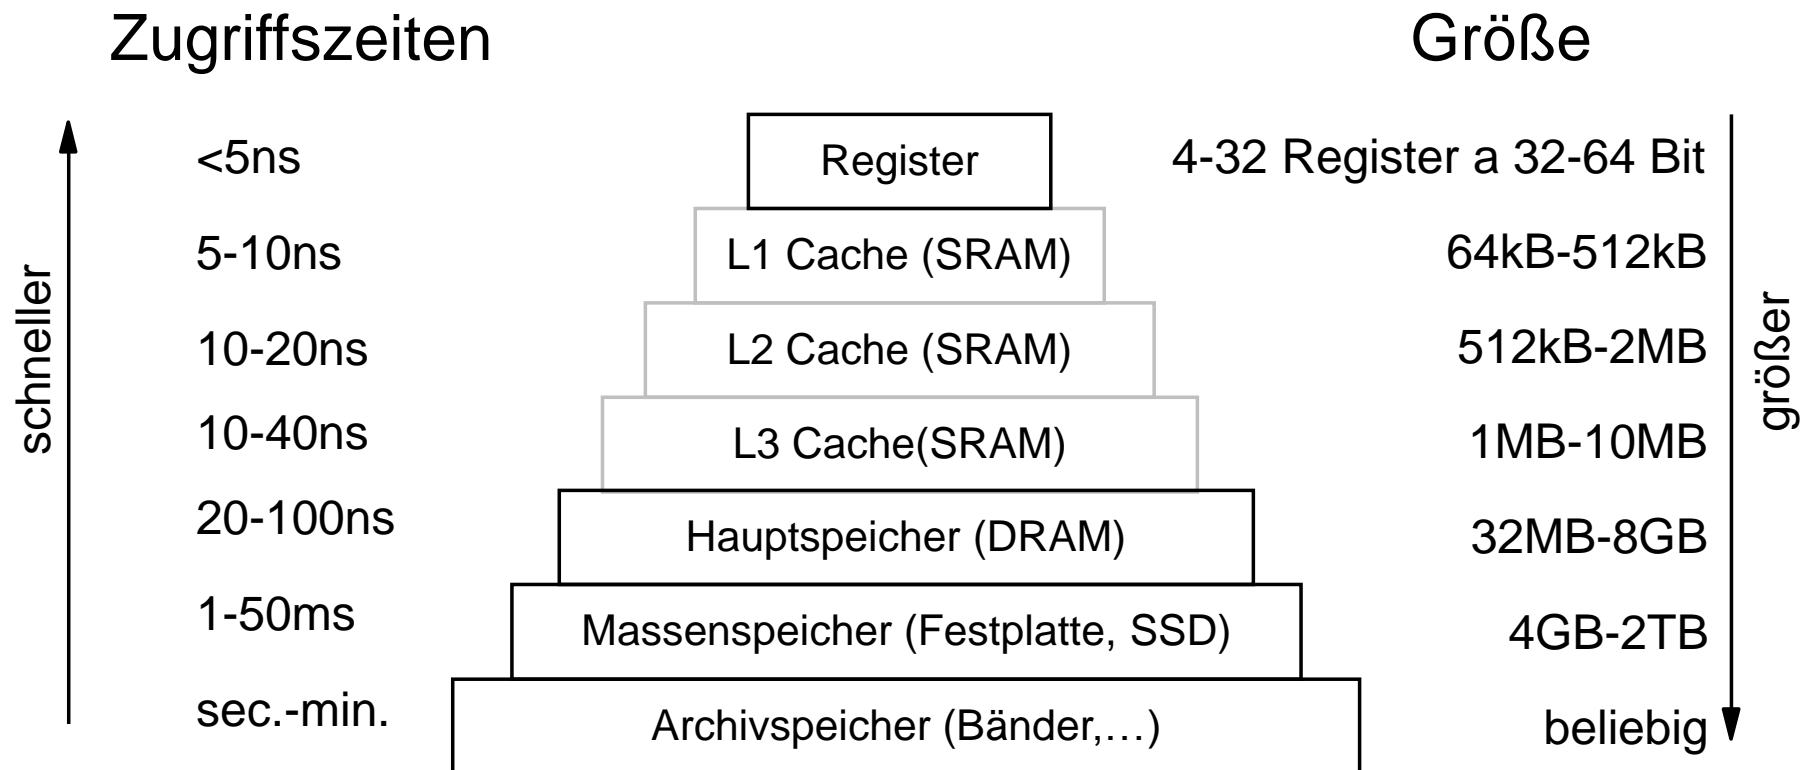 Zugriffszeiten
Größe
<5ns
Register
4-32 Register a 32-64 Bit
5-10ns
L1 Cache (SRAM)
64kB-512kB
schneller
10-20ns
L2 Cache (SRAM)
512kB-2MB
größer
10-40ns
L3 Cache(SRAM)
1MB-10MB
20-100ns
Hauptspeicher (DRAM)
32MB-8GB
1-50ms
Massenspeicher (Festplatte, SSD)
4GB-2TB
sec.-min.
Archivspeicher (Bänder,…)
beliebig